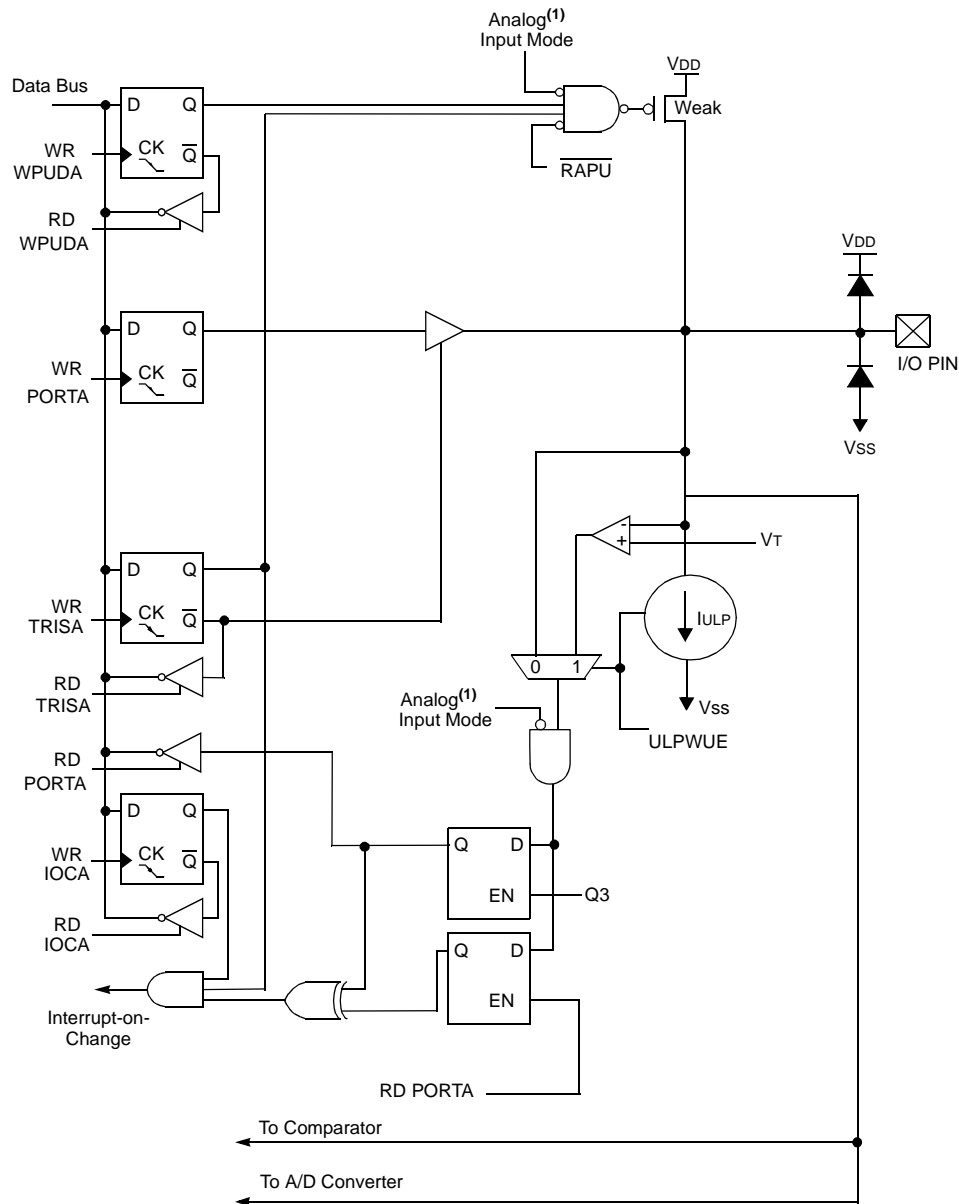 Analog(1)
Input Mode
VDD
Data Bus
D
Q
Weak
CK
Q
WR
WPUDA
RAPU
RD
WPUDA
VDD
D
Q
WR
PORTA
CK
Q
I/O PIN
VSS
-
+
VT
D
Q
WR
TRISA
CK
Q
IULP
0 1
RD
TRISA
Analog(1)
Input Mode
VSS
ULPWUE
RD
PORTA
D
Q
WR
IOCA
CK
Q
Q
D
EN
Q3
RD
IOCA
Q
D
EN
Interrupt-on-
Change
RD PORTA
To Comparator
To A/D Converter